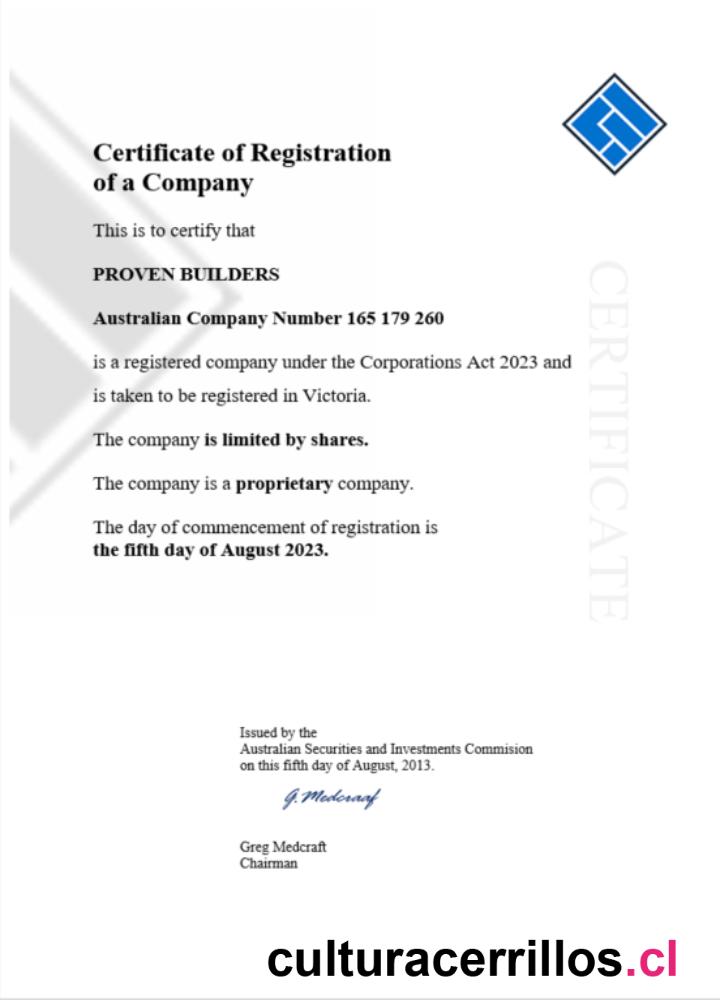 Certificate of Registration
of a Company
This is to certify that
PROVEN BUILDERS
Australian Company Number 165 179 260
is a registered company under the Corporations Act 2023 and
is taken to be registered in Victoria.
The company is limited by shares.
The company is a proprietary company.
The day of commencement of registration is
the fifth day of August 2023.
CERTIFICATE
Issued by the
Australian Securities and Investments Commision
on this fifth day of August, 2013.
G. Medcraaf
Greg Medcraft
Chairman
culturacerrillos.cl